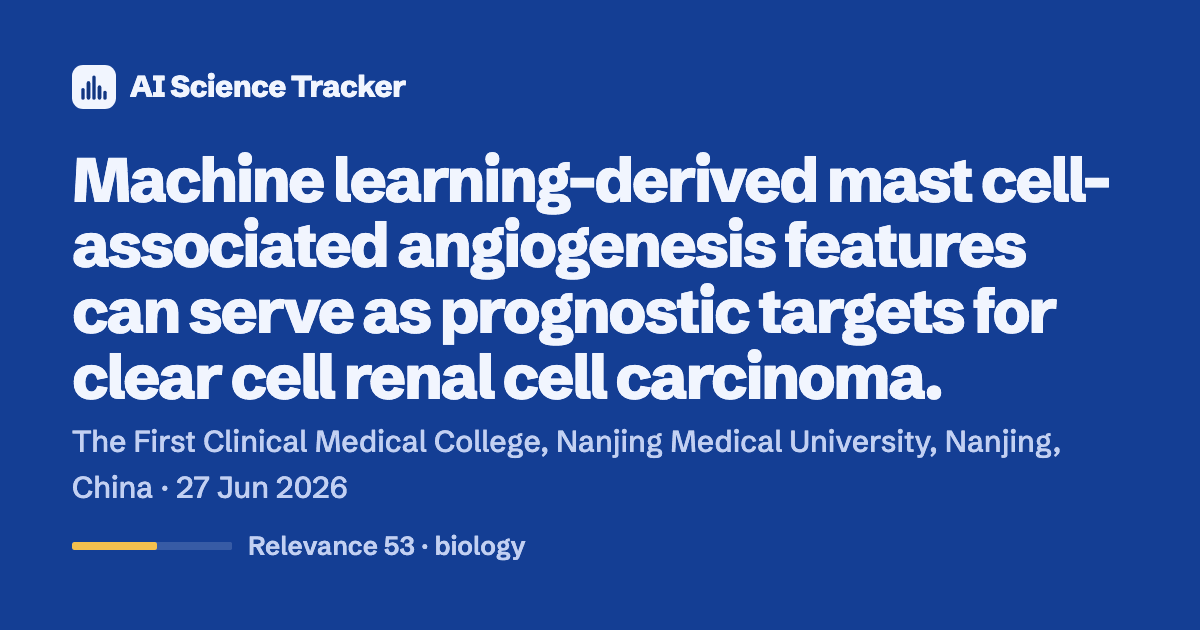 AI Science Tracker
Machine learning-derived mast cell-
associated angiogenesis features
can serve as prognostic targets for
clear cell renal cell carcinoma.
The First Clinical Medical College, Nanjing Medical University, Nanjing,
China · 27 Jun 2026
Relevance 53 · biology